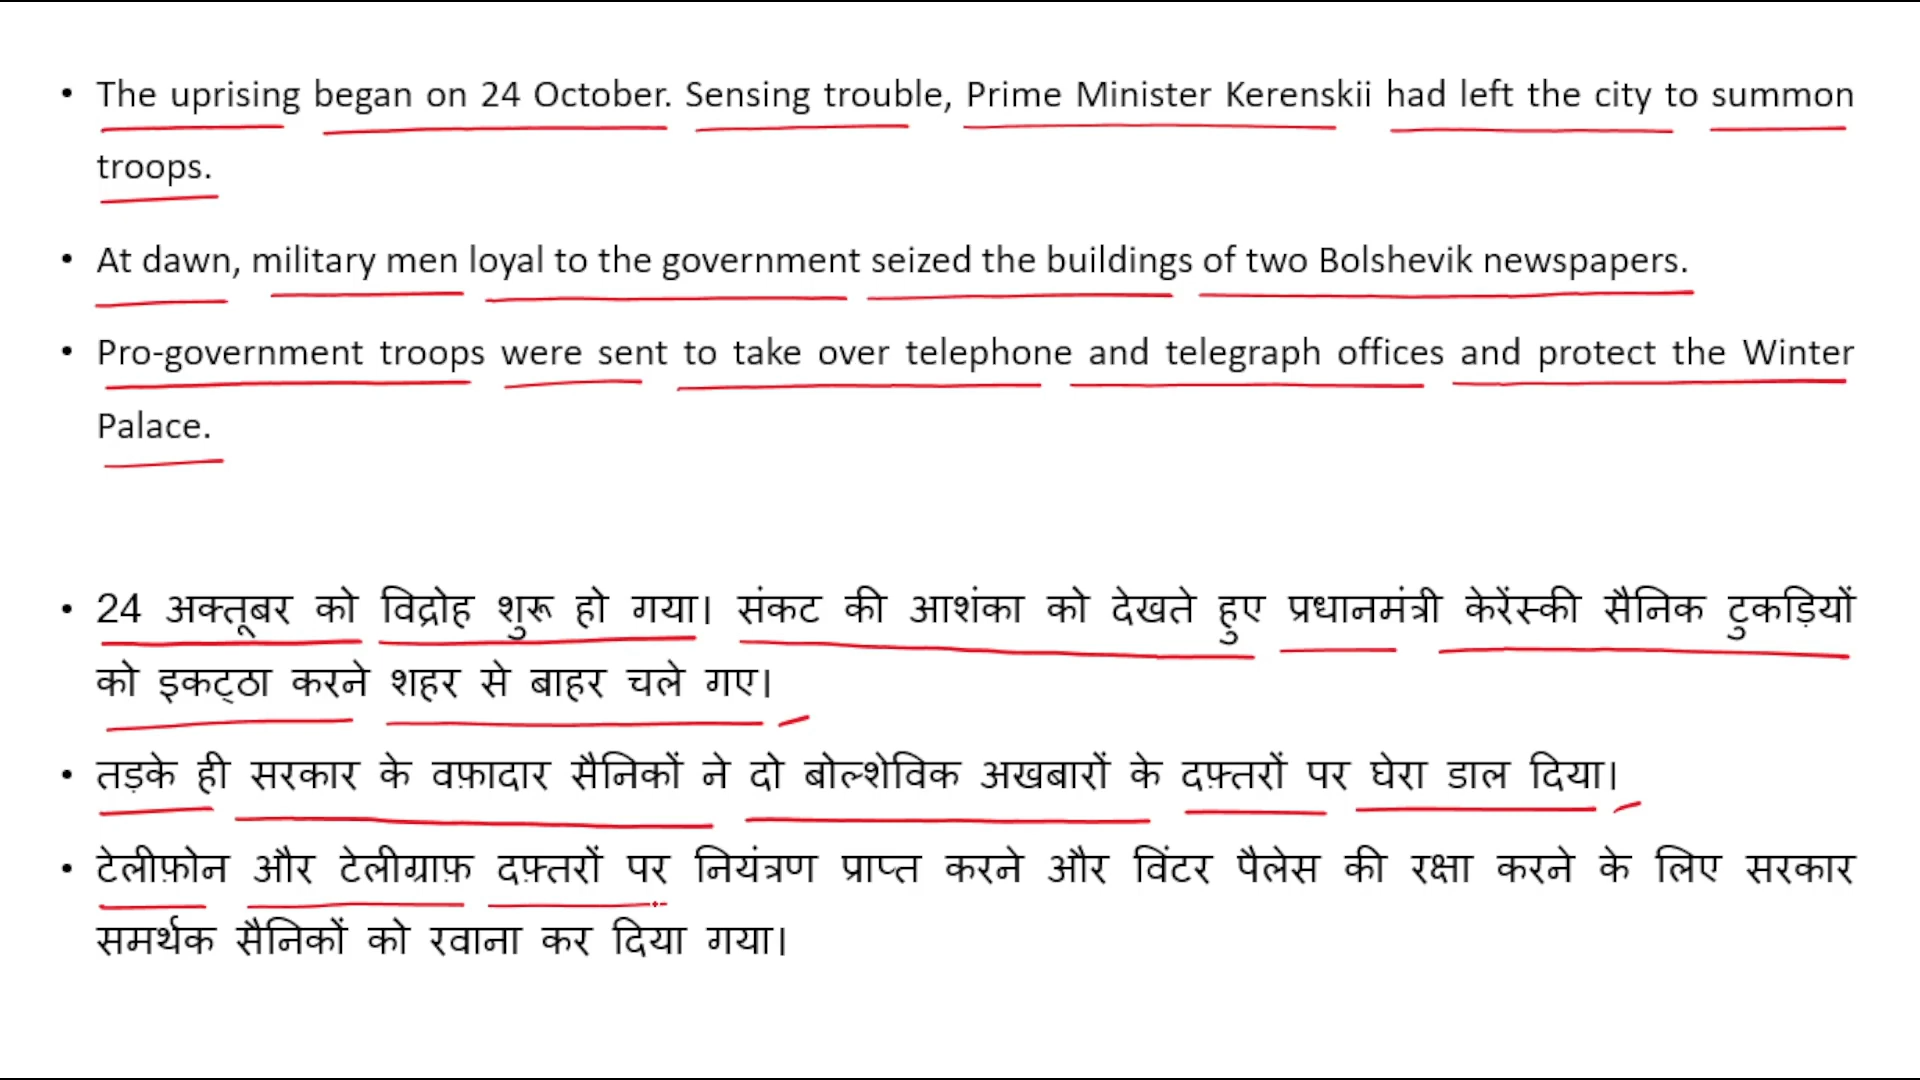 • The uprising began on 24 October. Sensing trouble, Prime Minister Kerenskii had left the city to summon
troops.
• At dawn, military men loyal to the government seized the buildings of two Bolshevik newspapers.
• Pro-government troops were sent to take over telephone and telegraph offices and protect the Winter
Palace.
• 24 अक्तूबर को विद्रोह शुरू हो गया। संकट की आशंका को देखते हुए प्रधानमंत्री केरेंस्की सैनिक टुकड़ियों
को इकट्ठा करने शहर से बाहर चले गए।
• तड़के ही सरकार के वफ़ादार सैनिकों ने दो बोल्शेविक अखबारों के दफ़्तरों पर घेरा डाल दिया।
• टेलीफ़ोन और टेलीग्राफ़ दफ़्तरों पर नियंत्रण प्राप्त करने और विंटर पैलेस की रक्षा करने के लिए सरकार
समर्थक सैनिकों को रवाना कर दिया गया।